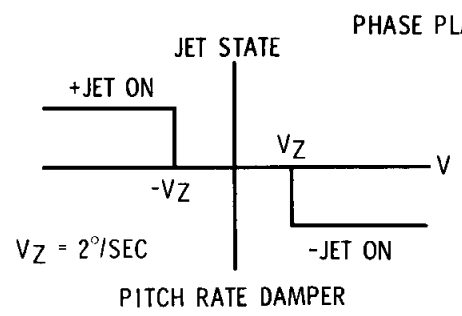 PHASE PLA
JET STATE
+JET ON
VZ
V
-VZ
VZ = 2°/SEC
-JET ON
PITCH RATE DAMPER